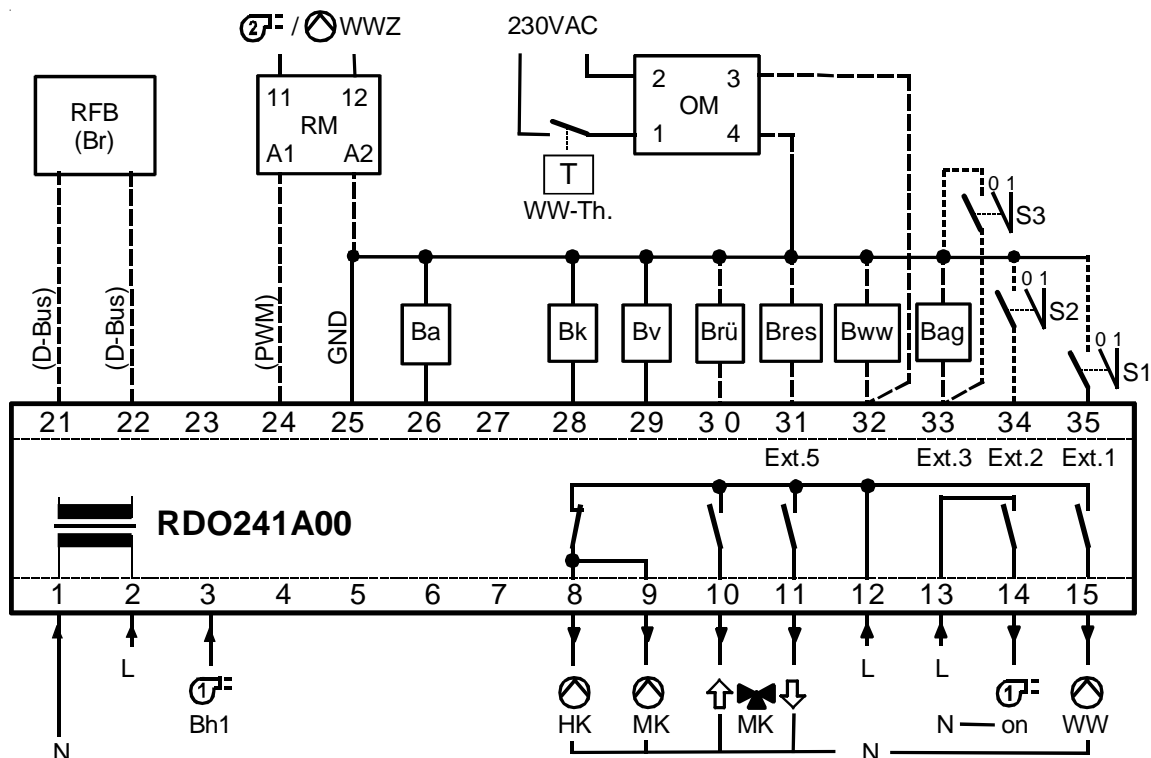 2 / WWZ 230VAC
RFB
(Br)
11 12
RM
A1 A2
2 3
OM
1 4
T
WW-Th.
0 1
S3
0 1
S2
0 1
S1
(D-Bus) (D-Bus) (PWM) GND
Ba Bk Bv Brü Bres Bww Bag
21 22 23 24 25 26 27 28 29 30 31 32 33 34 35
Ext.5 Ext.3 Ext.2 Ext.1
RDO241A00
1 2 3 4 5 6 7 8 9 10 11 12 13 14 15
L L L
1 1
Bh1 HK MK MK N on WW
N N